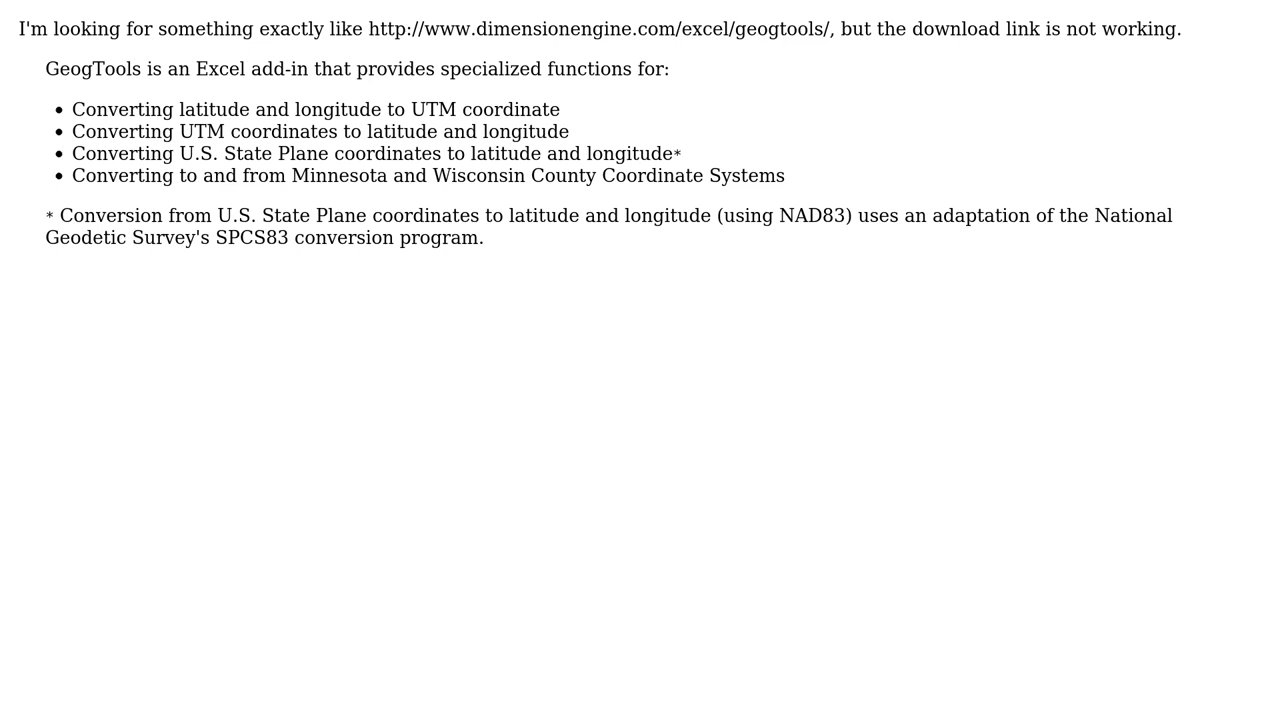 I'm looking for something exactly like http://www.dimensionengine.com/excel/geogtools/, but the download link is not working.
GeogTools is an Excel add-in that provides specialized functions for:
• Converting latitude and longitude to UTM coordinate
• Converting UTM coordinates to latitude and longitude
• Converting U.S. State Plane coordinates to latitude and longitude*
• Converting to and from Minnesota and Wisconsin County Coordinate Systems
* Conversion from U.S. State Plane coordinates to latitude and longitude (using NAD83) uses an adaptation of the National
Geodetic Survey's SPCS83 conversion program.